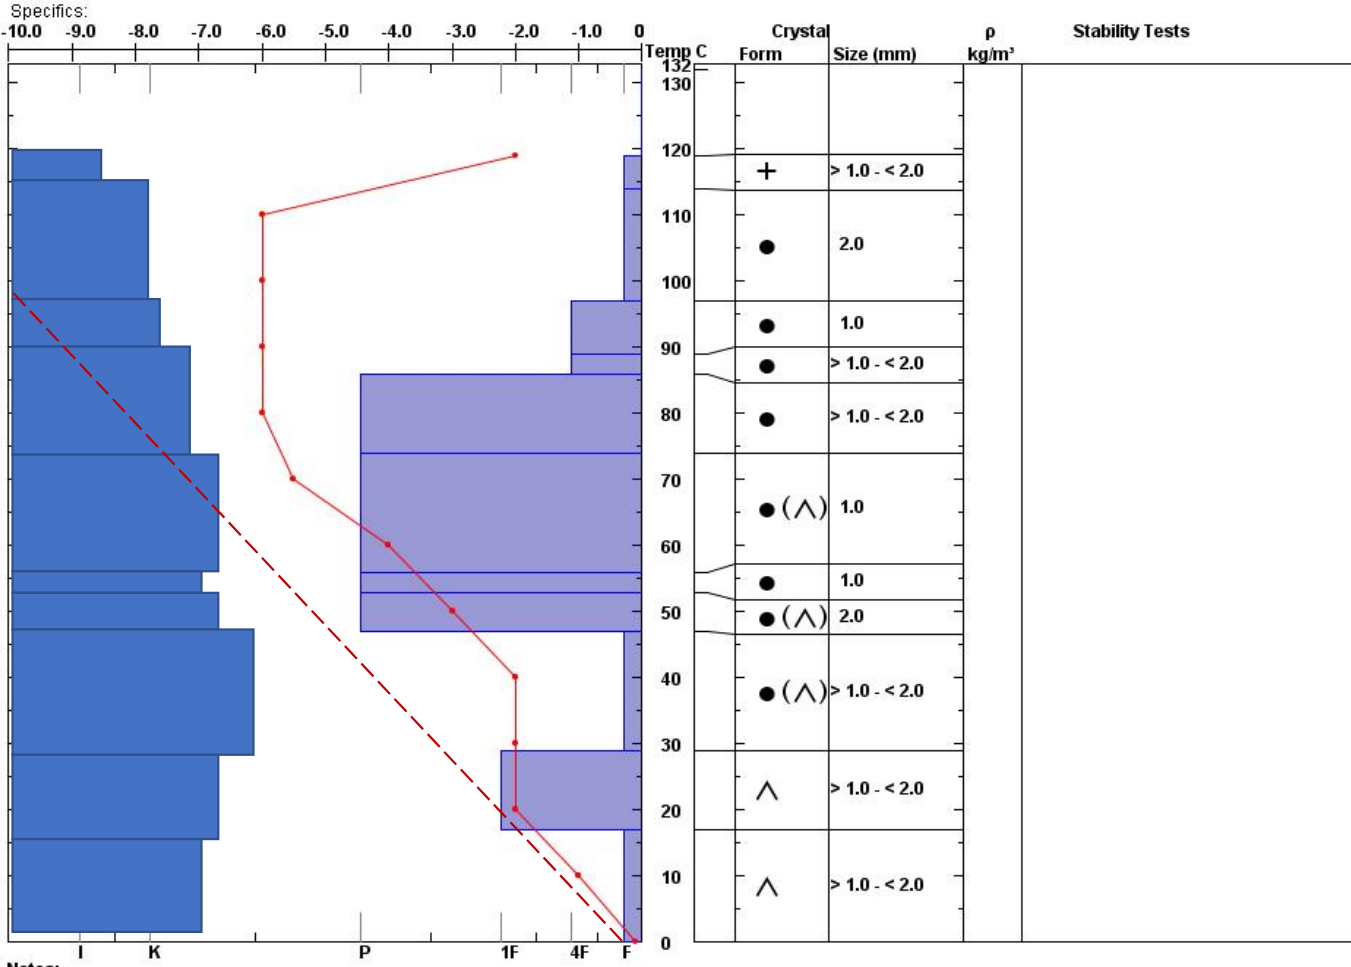 Specifics:
-10.0 -9.0 -8.0 -7.0 -6.0 -5.0 -4.0 -3.0 -2.0 -1.0 0
Crystal ρ Stability Tests
Temp C Form Size (mm) kg/m³
132
130
120
+ > 1.0 - < 2.0
110
2.0
100
1.0
90
> 1.0 - < 2.0
80
> 1.0 - < 2.0
70
(∧) 1.0
60
1.0
50
(∧) 2.0
40
(∧) > 1.0 - < 2.0
30
∧ > 1.0 - < 2.0
20
10
∧ > 1.0 - < 2.0
0
I K P 1F 4F F
Notes: